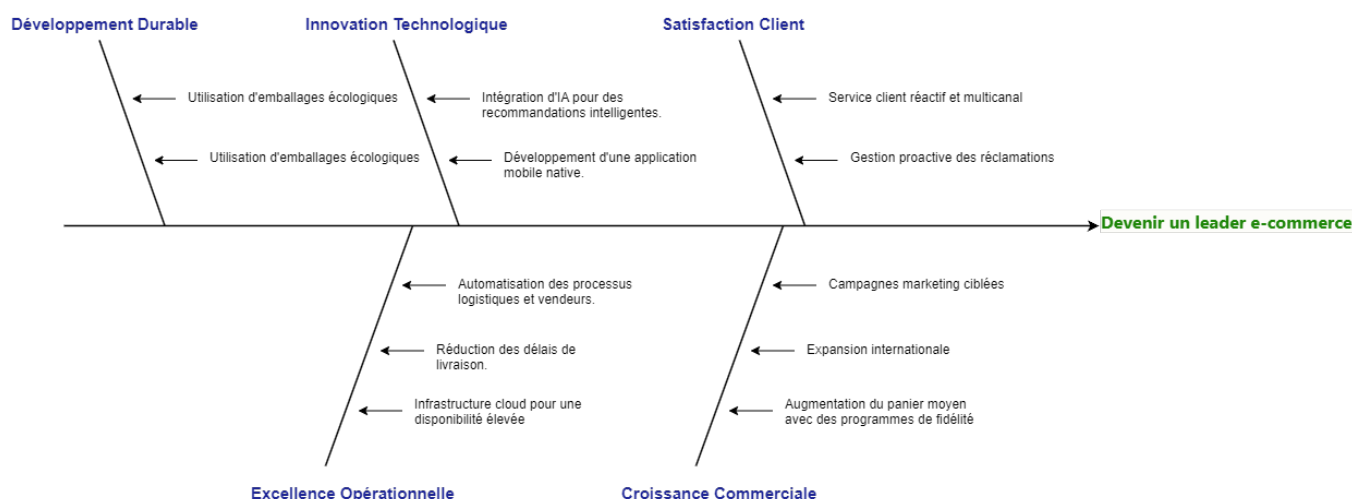 Développement Durable
Innovation Technologique
Satisfaction Client
Utilisation d'emballages écologiques
Utilisation d'emballages écologiques
Intégration d'IA pour des
recommandations intelligentes.
Développement d'une application
mobile native.
Service client réactif et multicanal
Gestion proactive des réclamations
Devenir un leader e-commerce
Automatisation des processus
logistiques et vendeurs.
Réduction des délais de
livraison.
Infrastructure cloud pour une
disponibilité élevée
Campagnes marketing ciblées
Expansion internationale
Augmentation du panier moyen
avec des programmes de fidélité
Excellence Opérationnelle
Croissance Commerciale